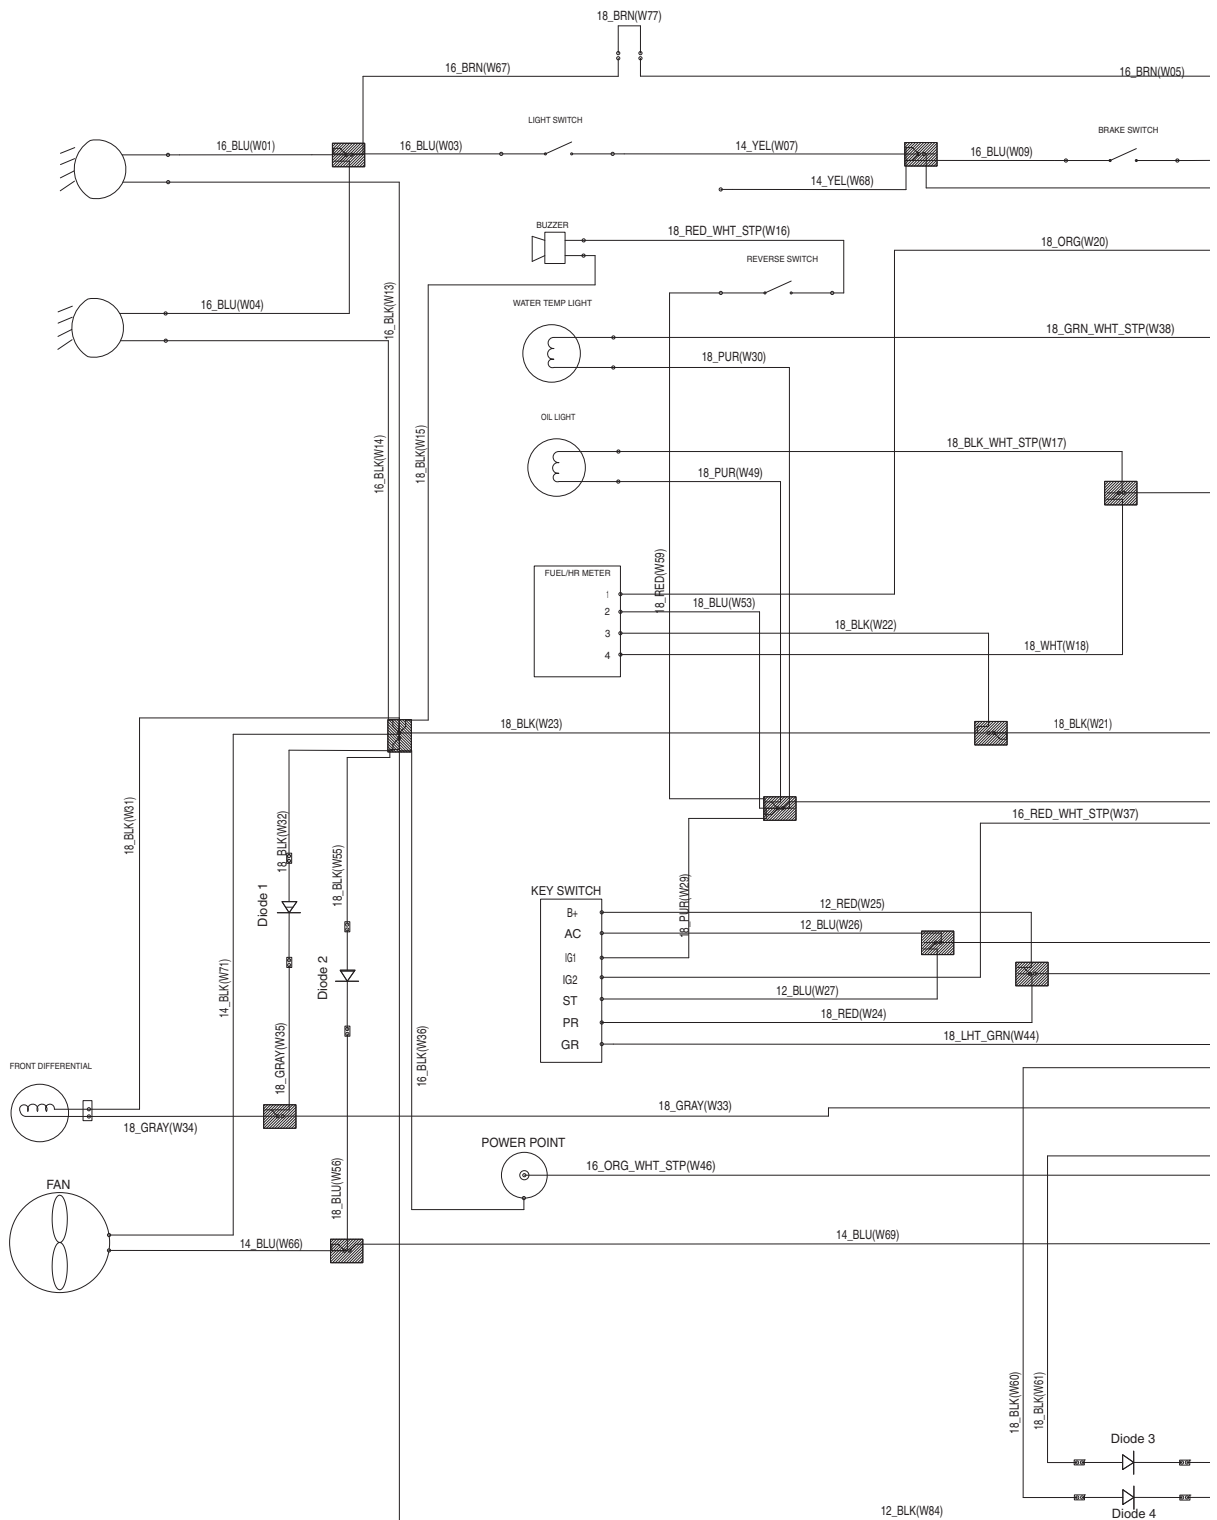 18_BRN(W77)
16_BRN(W67)
16_BRN(W05)
LIGHT SWITCH
BRAKE SWITCH
16_BLU(W01)
16_BLU(W03)
14_YEL(W07)
16_BLU(W09)
14_YEL(W68)
BUZZER
18_RED_WHT_STP(W16)
18_ORG(W20)
REVERSE SWITCH
16_BLU(W04)
16_BLK(W13)
WATER TEMP LIGHT
18_GRN_WHT_STP(W38)
18_PUR(W30)
OIL LIGHT
16_BLK(W14)
18_BLK(W15)
18_BLK_WHT_STP(W17)
18_PUR(W49)
18_RED(W59)
FUEL/HR METER
1
2
3
4
18_BLU(W53)
18_BLK(W22)
18_WHT(W18)
18_BLK(W23)
18_BLK(W21)
18_BLK(W31)
18_BLK(W32)
18_BLK(W55)
16_RED_WHT_STP(W37)
Diode 1
Diode 2
KEY SWITCH
B+
AC
IG1
IG2
ST
PR
GR
18_PUR(W29)
12_RED(W25)
12_BLU(W26)
12_BLU(W27)
18_RED(W24)
18_LHT_GRN(W44)
14_BLK(W71)
18_GRAY(W35)
16_BLK(W36)
FRONT DIFFERENTIAL
18_GRAY(W34)
18_GRAY(W33)
POWER POINT
16_ORG_WHT_STP(W46)
FAN
18_BLU(W56)
14_BLU(W66)
14_BLU(W69)
18_BLK(W60)
18_BLK(W61)
Diode 3
Diode 4
12_BLK(W84)